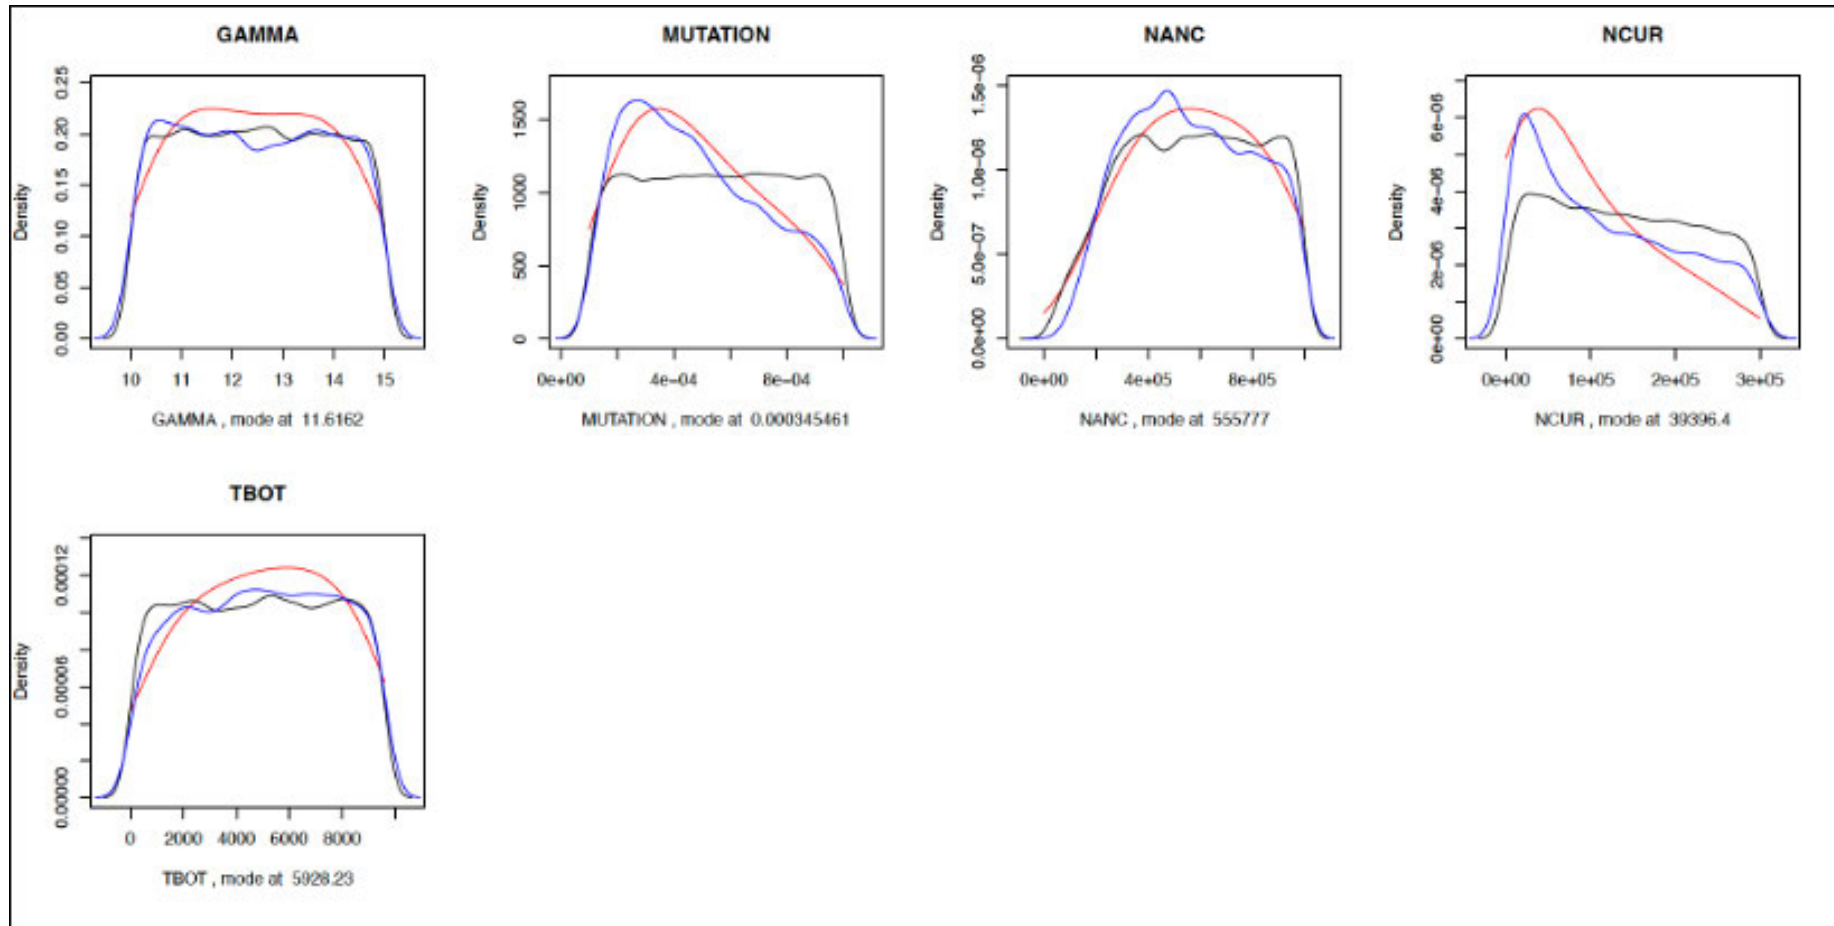 GAMMA
Density
0.25
0.20
0.15
0.10
0.05
0.00
10 11 12 13 14 15
GAMMA , mode at 11.6162
MUTATION
Density
1500
1000
500
0
0e+00 4e-04 8e-04
MUTATION , mode at 0.000345461
NANC
Density
1.5e-06
1.0e-06
5.0e-07
0.0e+00
0e+00 4e+05 8e+05
NANC , mode at 555777
NCUR
Density
6e-06
4e-06
2e-06
0e+00
0e+00 1e+05 2e+05 3e+05
NCUR , mode at 39396.4
TBOT
Density
0.00012
0.00006
0.00000
0 2000 4000 6000 8000
TBOT , mode at 5928.23